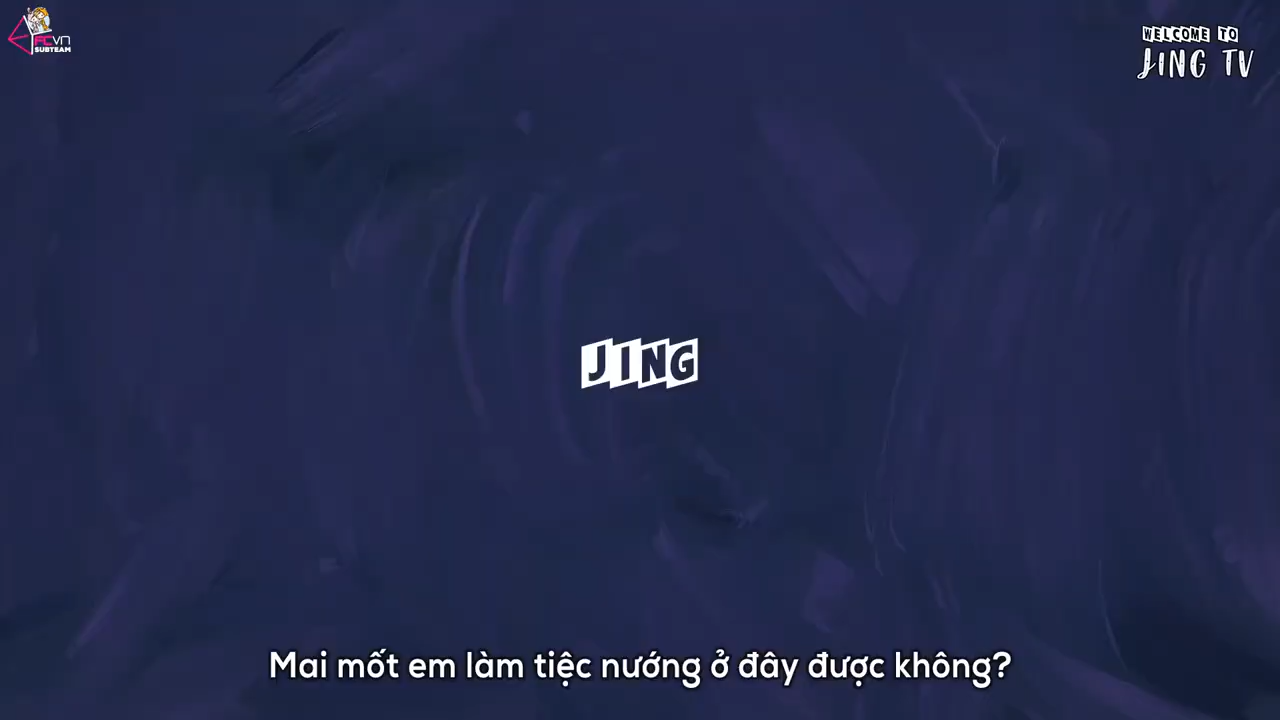 FCVN
SUBTEAM
WELCOME TO
JING TV
JING
Mai mốt em làm tiệc nướng ở đây được không?